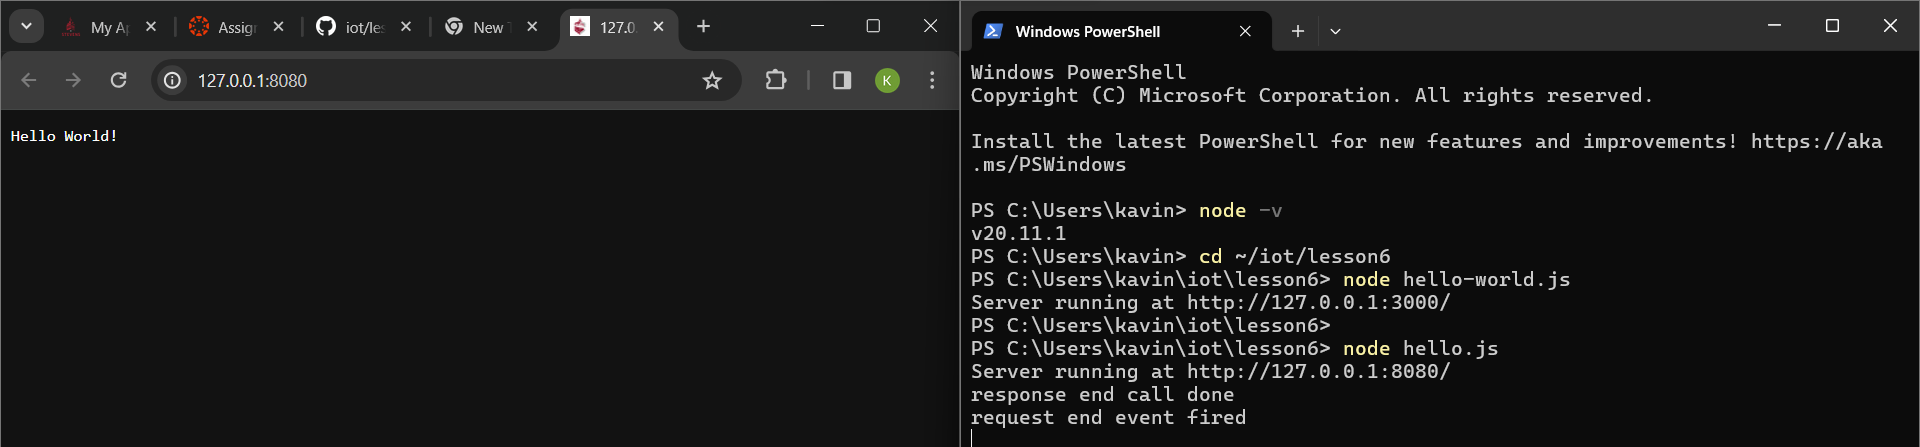 My Ap
Assign
iot/les
New T
127.0.
127.0.0.1:8080
K
Hello World!
Windows PowerShell
Windows PowerShell
Copyright (C) Microsoft Corporation. All rights reserved.
Install the latest PowerShell for new features and improvements! https://aka
.ms/PSWindows
PS C:\Users\kavin> node -v
v20.11.1
PS C:\Users\kavin> cd ~/iot/lesson6
PS C:\Users\kavin\iot\lesson6> node hello-world.js
Server running at http://127.0.0.1:3000/
PS C:\Users\kavin\iot\lesson6>
PS C:\Users\kavin\iot\lesson6> node hello.js
Server running at http://127.0.0.1:8080/
response end call done
request end event fired